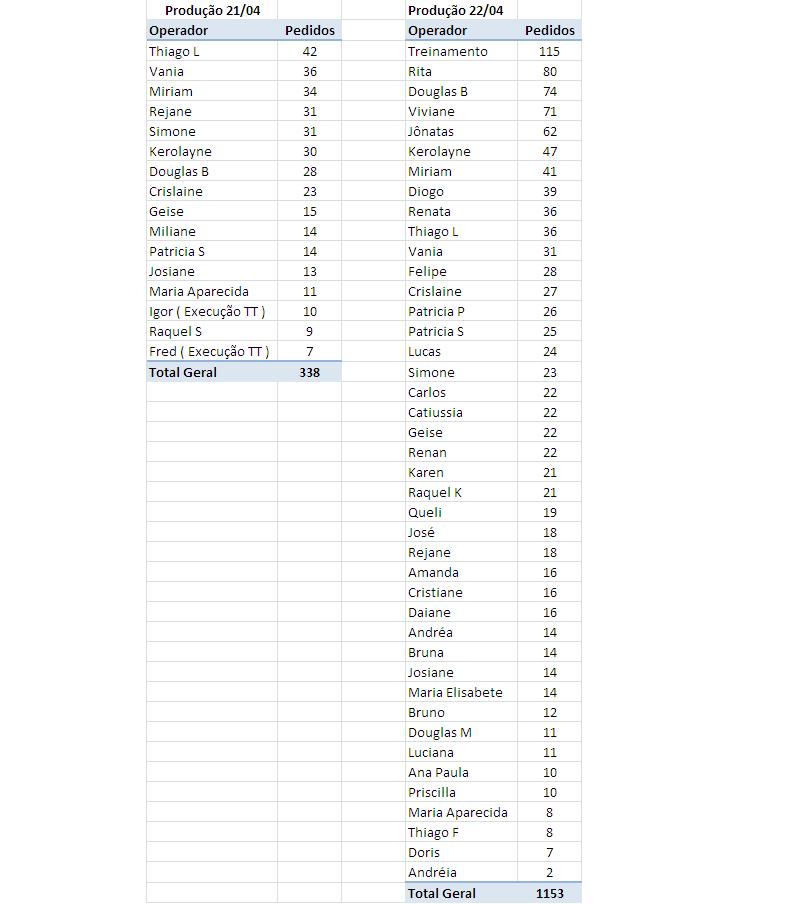 Produção 21/04
Operador Pedidos
Thiago L 42
Vania 36
Miriam 34
Rejane 31
Simone 31
Kerolayne 30
Douglas B 28
Crislaine 23
Geise 15
Miliane 14
Patricia S 14
Josiane 13
Maria Aparecida 11
Igor ( Execução TT ) 10
Raquel S 9
Fred ( Execução TT ) 7
Total Geral 338
Produção 22/04
Operador Pedidos
Treinamento 115
Rita 80
Douglas B 74
Viviane 71
Jônatas 62
Kerolayne 47
Miriam 41
Diogo 39
Renata 36
Thiago L 36
Vania 31
Felipe 28
Crislaine 27
Patricia P 26
Patricia S 25
Lucas 24
Simone 23
Carlos 22
Catiussia 22
Geise 22
Renan 22
Karen 21
Raquel K 21
Queli 19
José 18
Rejane 18
Amanda 16
Cristiane 16
Daiane 16
Andréa 14
Bruna 14
Josiane 14
Maria Elisabete 14
Bruno 12
Douglas M 11
Luciana 11
Ana Paula 10
Priscilla 10
Maria Aparecida 8
Thiago F 8
Doris 7
Andréia 2
Total Geral 1153